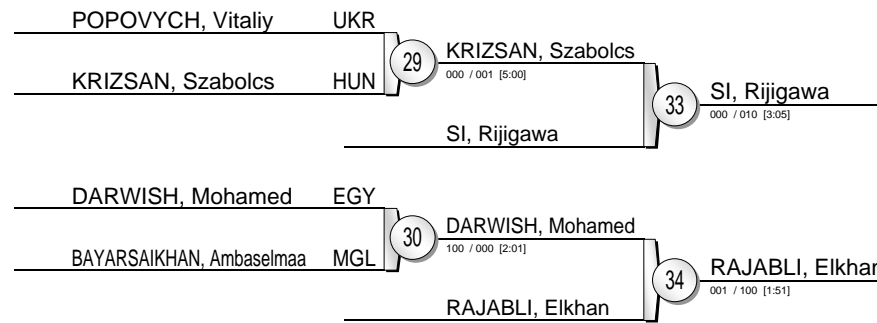 POPOVYCH, Vitaliy UKR
KRIZSAN, Szabolcs HUN
29
KRIZSAN, Szabolcs
000 / 001 [5:00]
SI, Rijigawa
33
SI, Rijigawa
000 / 010 [3:05]
DARWISH, Mohamed EGY
BAYARSAIKHAN, Ambaselmaa MGL
30
DARWISH, Mohamed
100 / 000 [2:01]
RAJABLI, Elkhan
34
RAJABLI, Elkhan
001 / 100 [1:51]